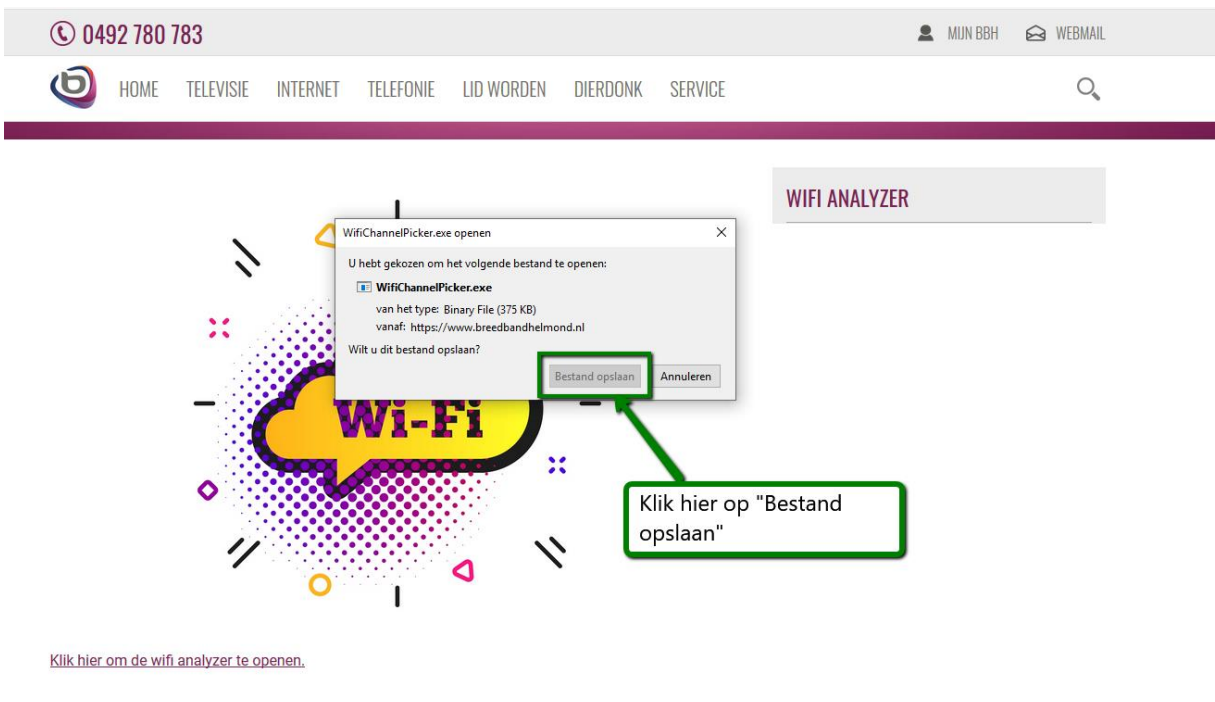 0492 780 783
MIJN BBH
WEBMAIL
b
HOME
TELEVISIE
INTERNET
TELEFONIE
LID WORDEN
DIERDONK
SERVICE
WIFI ANALYZER
WifiChannelPicker.exe openen
U hebt gekozen om het volgende bestand te openen:
WifiChannelPicker.exe
van het type: Binary File (375 KB)
vanaf: https://www.breedbandhelmond.nl
Wilt u dit bestand opslaan?
Bestand opslaan
Annuleren
Wi-Fi
Klik hier op "Bestand
opslaan"
Klik hier om de wifi analyzer te openen.